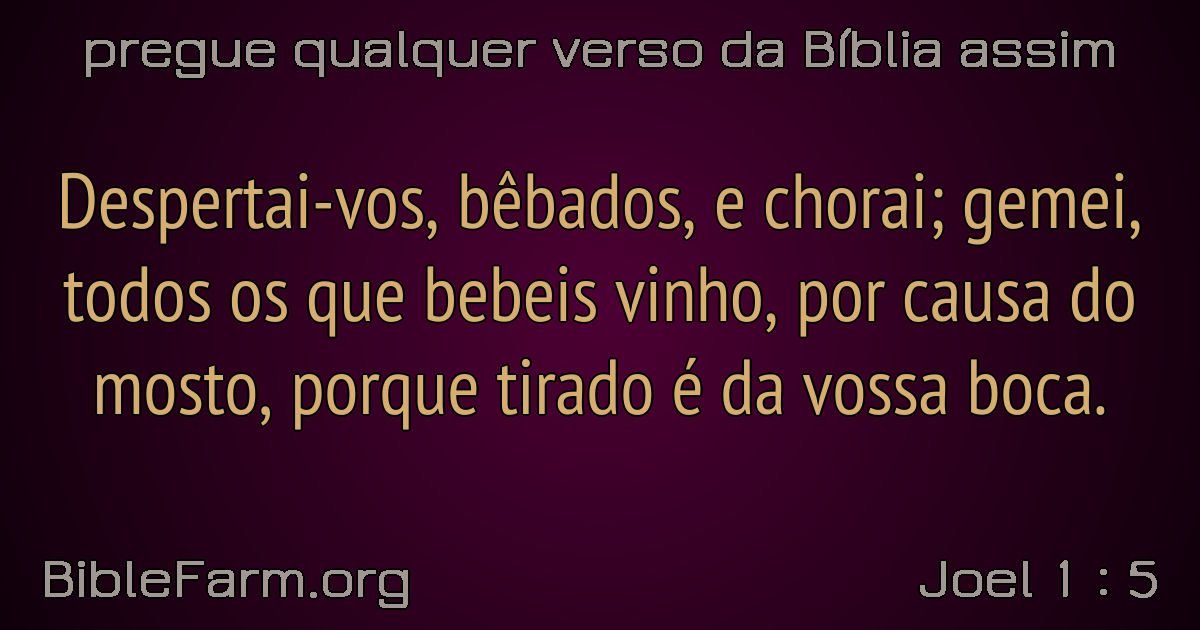 pregue qualquer verso da Bíblia assim
Despertai-vos, bêbados, e chorai; gemei,
todos os que bebeis vinho, por causa do
mosto, porque tirado é da vossa boca.
BibleFarm.org
Joel 1 : 5